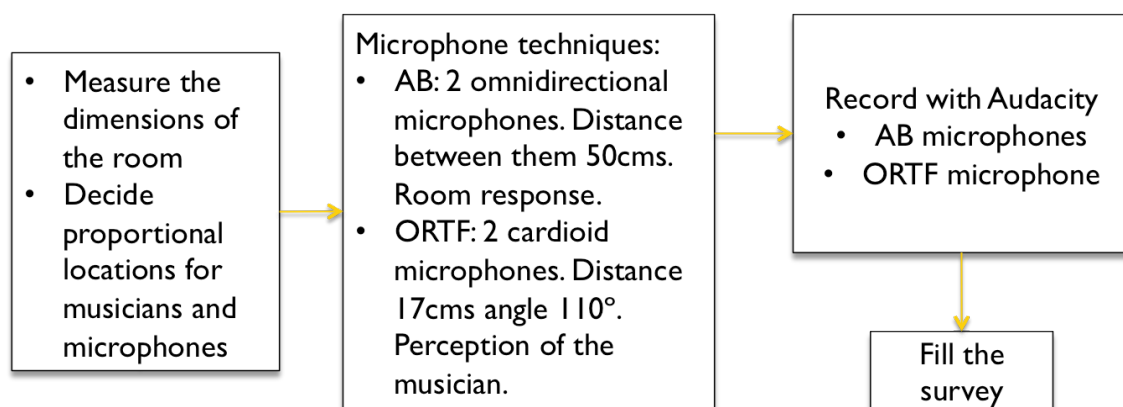 • Measure the
dimensions of
the room
• Decide
proportional
locations for
musicians and
microphones
Microphone techniques:
• AB: 2 omnidirectional
microphones. Distance
between them 50cms.
Room response.
• ORTF: 2 cardioid
microphones. Distance
17cms angle 110º.
Perception of the
musician.
Record with Audacity
• AB microphones
• ORTF microphone
Fill the
survey